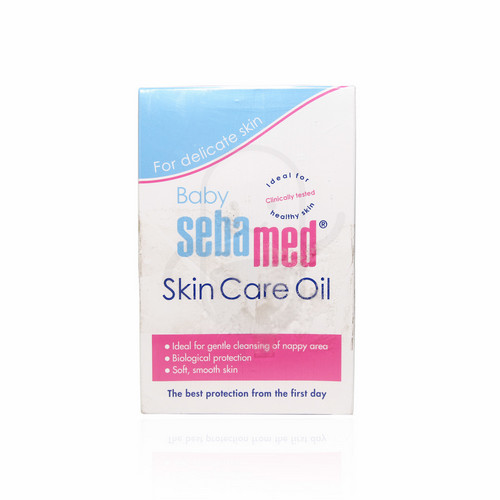 For delicate skin
Baby
sebamed®
Ideal for
Clinically tested
healthy skin
Skin Care Oil
• Ideal for gentle cleansing of nappy area
• Biological protection
• Soft, smooth skin
The best protection from the first day